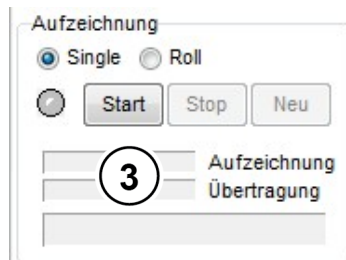 Aufzeichnung
Single Roll
Start Stop Neu
3 Aufzeichnung
Übertragung